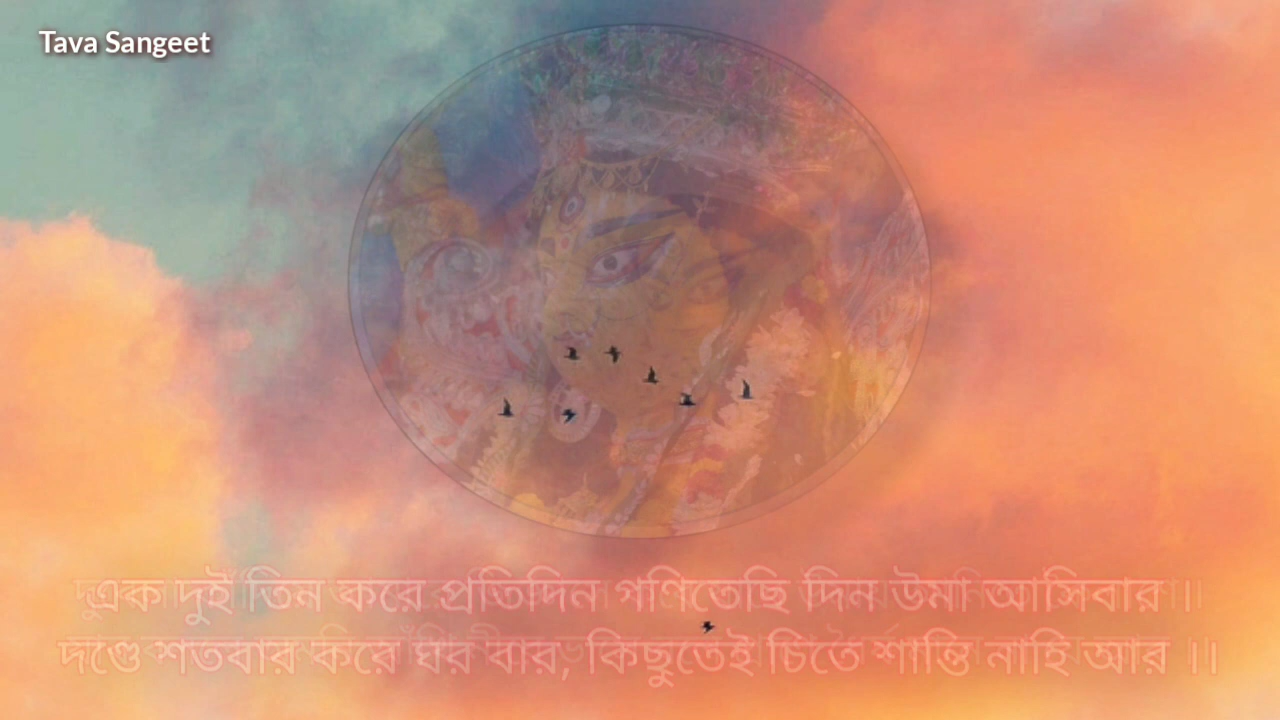 Tava Sangeet
এক দুই তিন করে প্রতিদিন গণিতেছি দিন উমা আসিবার।
দণ্ডে শতবার করে ঘর বার, কিছুতেই চিতে শান্তি নাহি আর ।।